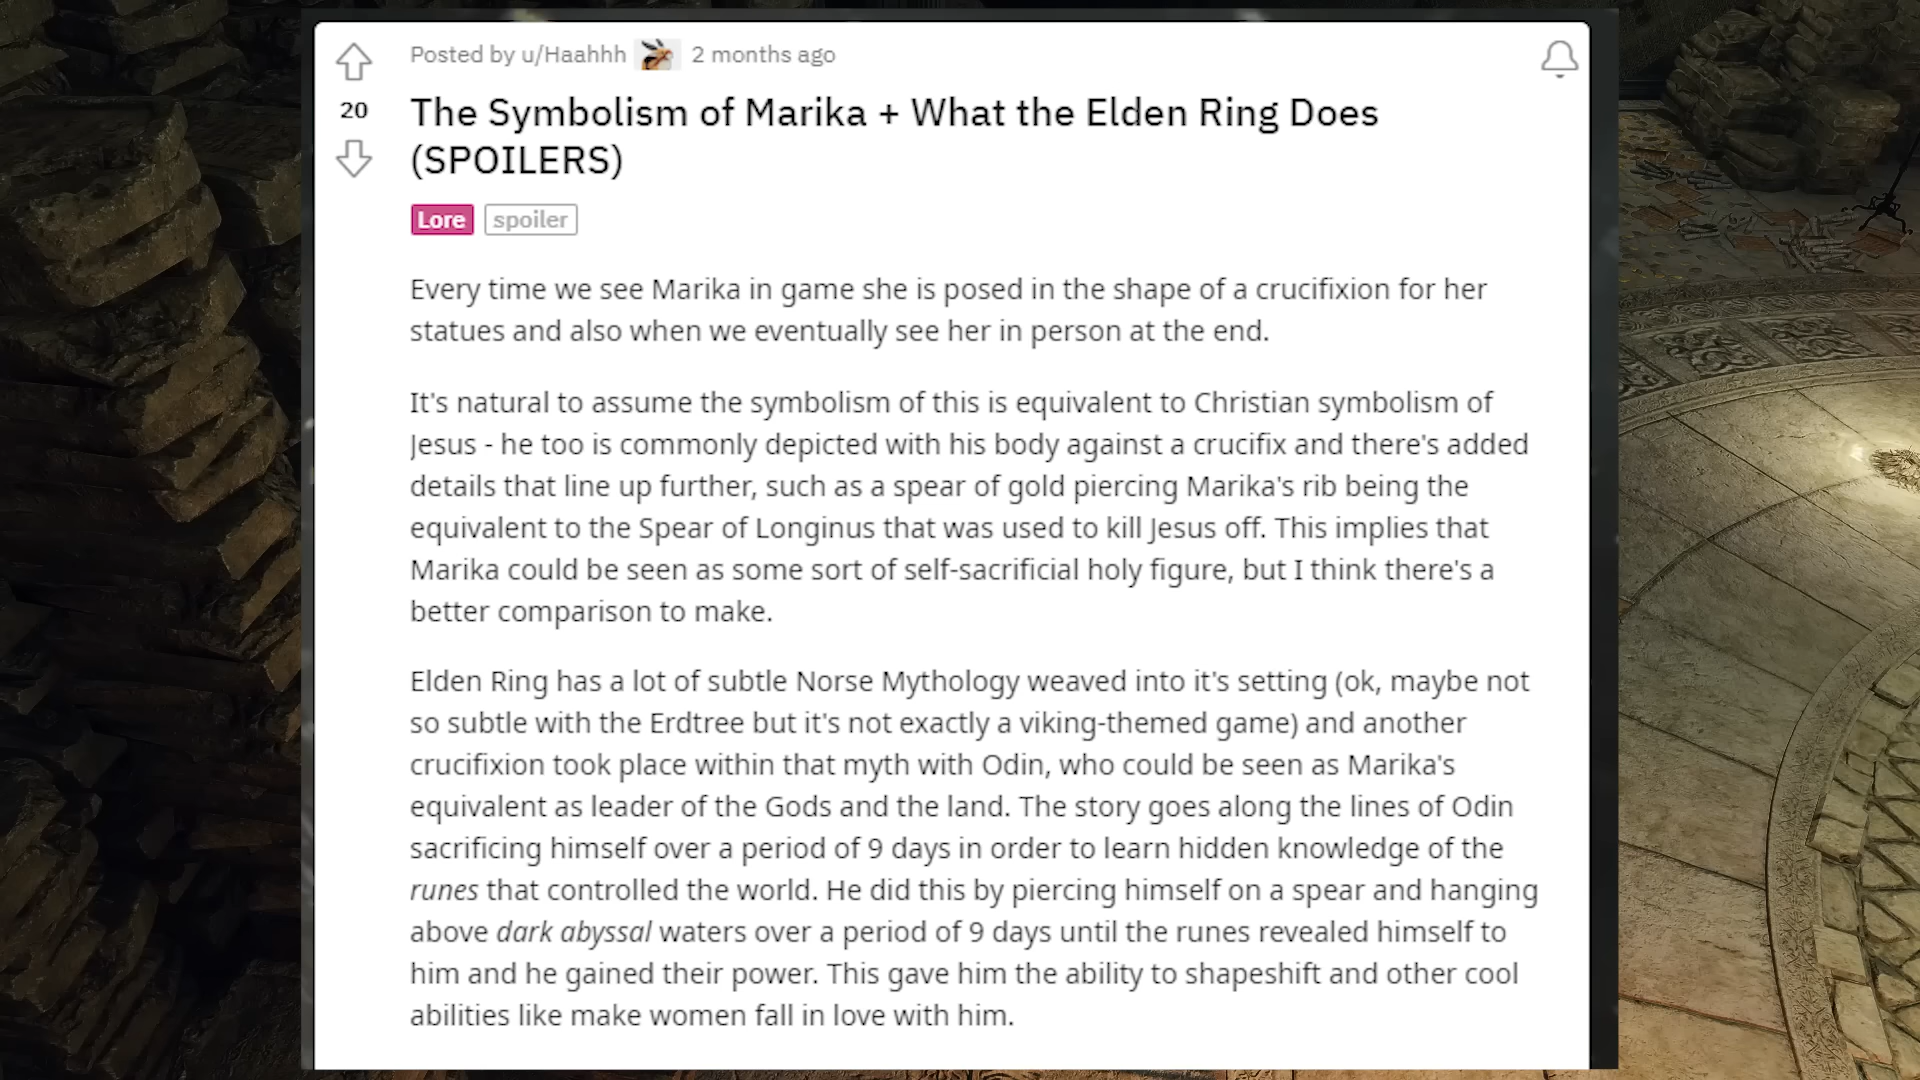 Posted by u/Haahhh 2 months ago
20
The Symbolism of Marika + What the Elden Ring Does
(SPOILERS)
Lore spoiler
Every time we see Marika in game she is posed in the shape of a crucifixion for her
statues and also when we eventually see her in person at the end.
It's natural to assume the symbolism of this is equivalent to Christian symbolism of
Jesus - he too is commonly depicted with his body against a crucifix and there's added
details that line up further, such as a spear of gold piercing Marika's rib being the
equivalent to the Spear of Longinus that was used to kill Jesus off. This implies that
Marika could be seen as some sort of self-sacrificial holy figure, but I think there's a
better comparison to make.
Elden Ring has a lot of subtle Norse Mythology weaved into it's setting (ok, maybe not
so subtle with the Erdtree but it's not exactly a viking-themed game) and another
crucifixion took place within that myth with Odin, who could be seen as Marika's
equivalent as leader of the Gods and the land. The story goes along the lines of Odin
sacrificing himself over a period of 9 days in order to learn hidden knowledge of the
runes that controlled the world. He did this by piercing himself on a spear and hanging
above dark abyssal waters over a period of 9 days until the runes revealed himself to
him and he gained their power. This gave him the ability to shapeshift and other cool
abilities like make women fall in love with him.